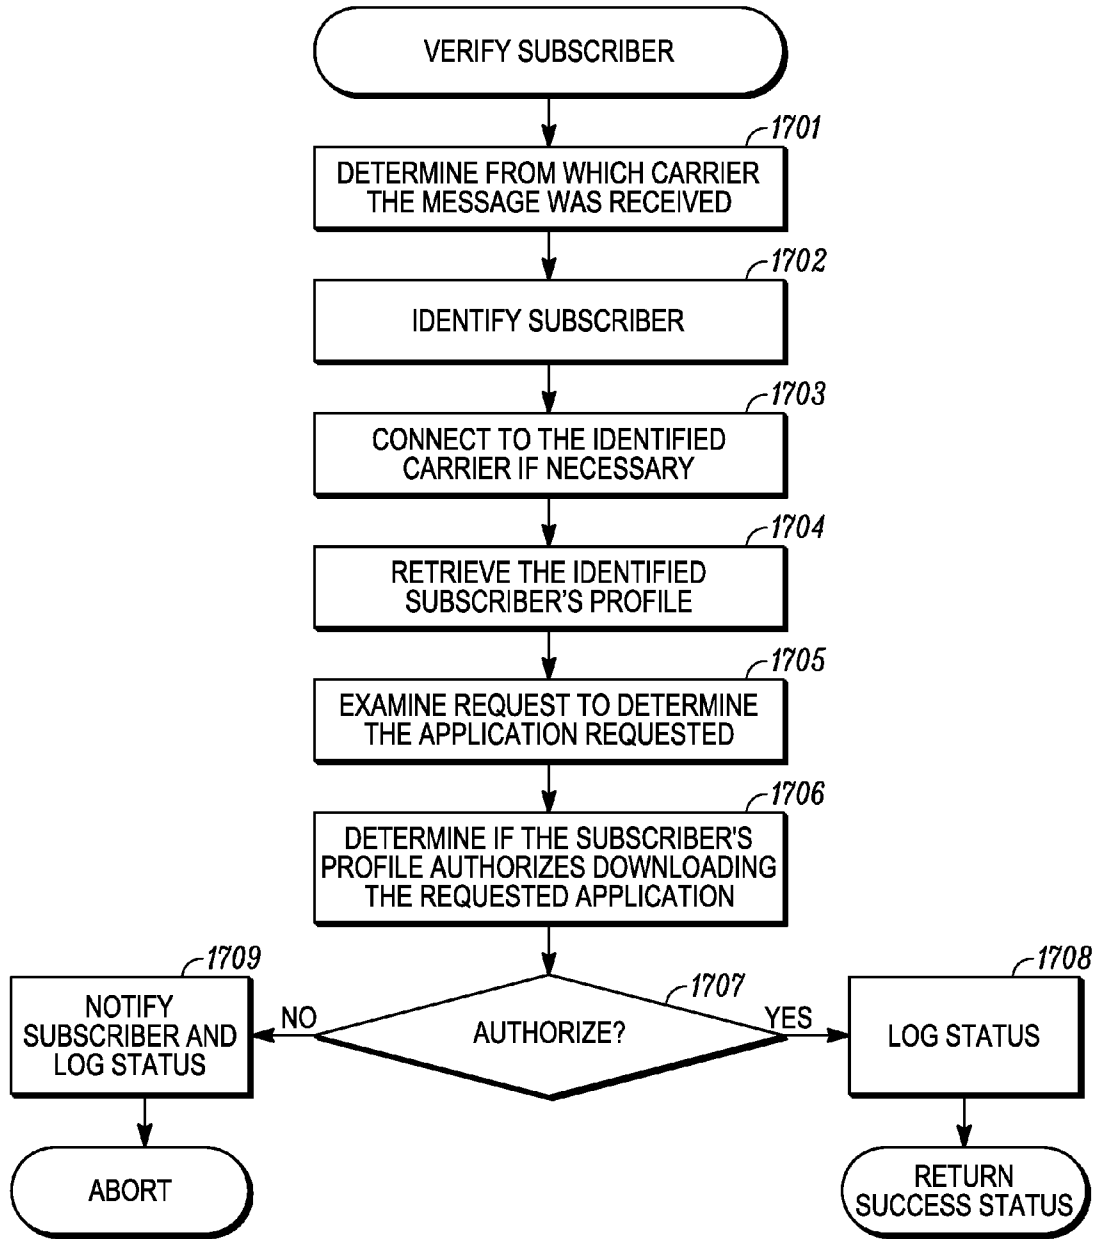 VERIFY SUBSCRIBER
1701
DETERMINE FROM WHICH CARRIER
THE MESSAGE WAS RECEIVED
1702
IDENTIFY SUBSCRIBER
1703
CONNECT TO THE IDENTIFIED
CARRIER IF NECESSARY
1704
RETRIEVE THE IDENTIFIED
SUBSCRIBER'S PROFILE
1705
EXAMINE REQUEST TO DETERMINE
THE APPLICATION REQUESTED
1706
DETERMINE IF THE SUBSCRIBER'S
PROFILE AUTHORIZES DOWNLOADING
THE REQUESTED APPLICATION
1707
AUTHORIZE?
NO
YES
1709
NOTIFY
SUBSCRIBER AND
LOG STATUS
1708
LOG STATUS
ABORT
RETURN
SUCCESS STATUS